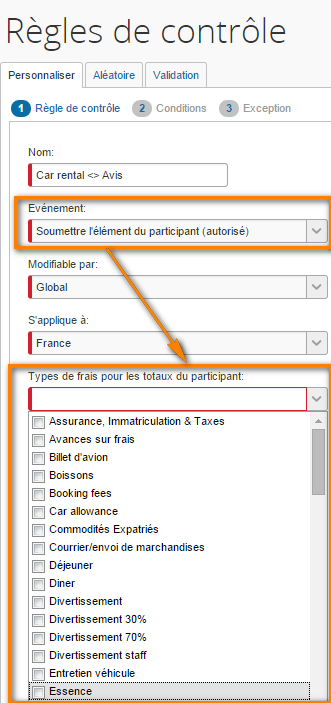 Règles de contrôle
Personnaliser Aléatoire Validation
1 Règle de contrôle 2 Conditions 3 Exception
Nom:
Car rental <> Avis
Evénement:
Soumettre l'élément du participant (autorisé)
Modifiable par:
Global
S'applique à:
France
Types de frais pour les totaux du participant:
Assurance, Immatriculation & Taxes
Avances sur frais
Billet d'avion
Boissons
Booking fees
Car allowance
Commodités Expatriés
Courrier/envoi de marchandises
Déjeuner
Diner
Divertissement
Divertissement 30%
Divertissement 70%
Divertissement staff
Entretien véhicule
Essence